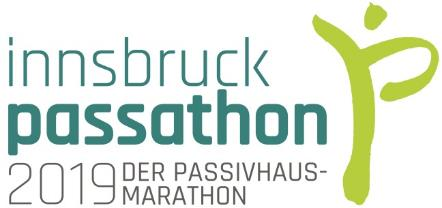 innsbruck
passathon
2019 DER PASSIVHAUS-
MARATHON